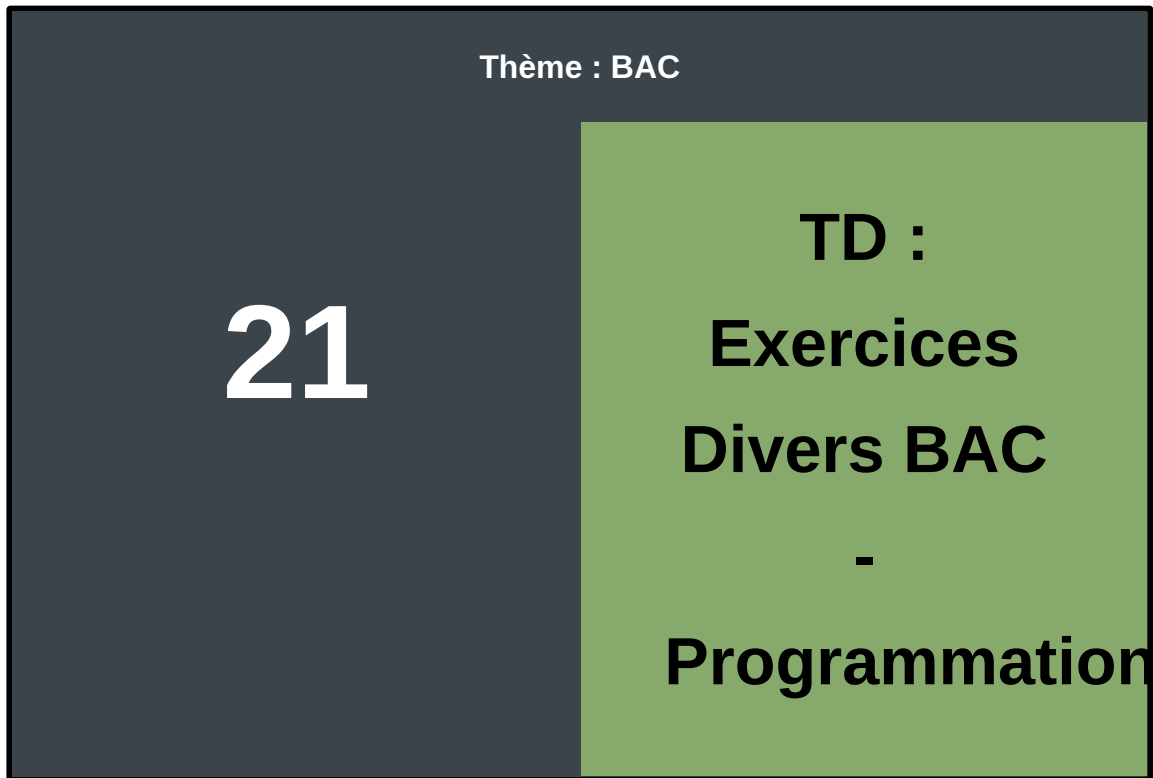 Thème : BAC
21
TD :
Exercices
Divers BAC
-
Programmation